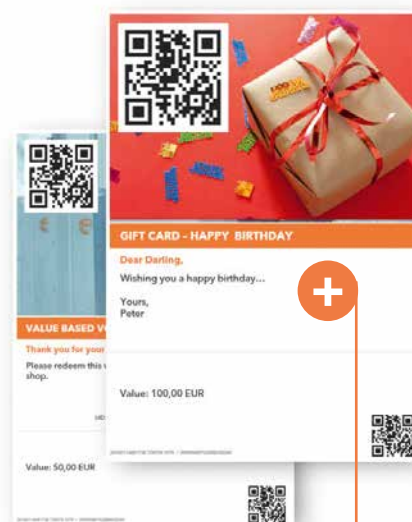 GIFT CARD – HAPPY BIRTHDAY
Dear Darling,
Wishing you a happy birthday...
Yours,
Peter
Value: 100,00 EUR
VALUE BASED
Thank you for your
Please redeem this
shop.
Value: 50,00 EUR